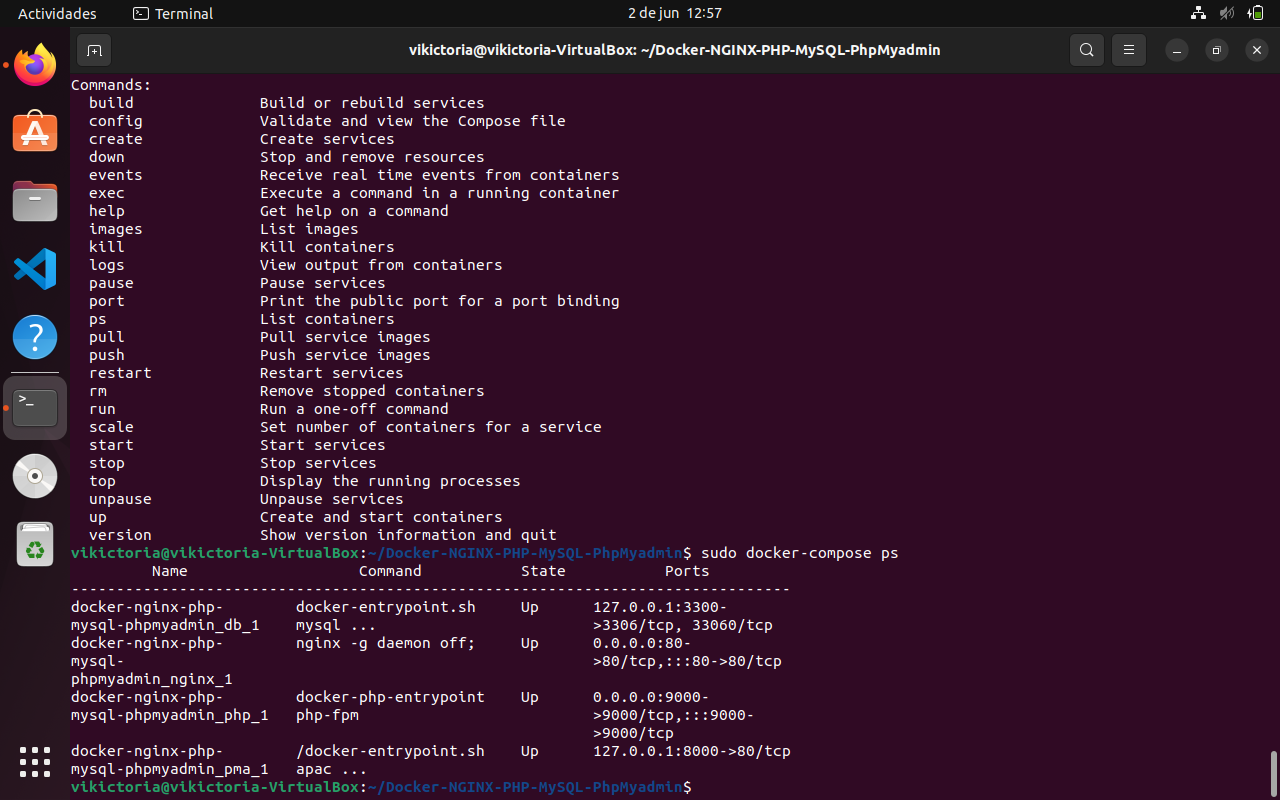 Actividades Terminal 2 de jun 12:57
vikictoria@vikictoria-VirtualBox: ~/Docker-NGINX-PHP-MySQL-PhpMyadmin
Commands:
build Build or rebuild services
config Validate and view the Compose file
create Create services
down Stop and remove resources
events Receive real time events from containers
exec Execute a command in a running container
help Get help on a command
images List images
kill Kill containers
logs View output from containers
pause Pause services
port Print the public port for a port binding
ps List containers
pull Pull service images
push Push service images
restart Restart services
rm Remove stopped containers
run Run a one-off command
scale Set number of containers for a service
start Start services
stop Stop services
top Display the running processes
unpause Unpause services
up Create and start containers
version Show version information and quit
vikictoria@vikictoria-VirtualBox:~/Docker-NGINX-PHP-MySQL-PhpMyadmin$ sudo docker-compose ps
Name Command State Ports
--------------------------------------------------------------------------------
docker-nginx-php- docker-entrypoint.sh Up 127.0.0.1:3300-
mysql-phpmyadmin_db_1 mysql ... >3306/tcp, 33060/tcp
docker-nginx-php- nginx -g daemon off; Up 0.0.0.0:80-
mysql- >80/tcp,:::80->80/tcp
phpmyadmin_nginx_1
docker-nginx-php- docker-php-entrypoint Up 0.0.0.0:9000-
mysql-phpmyadmin_php_1 php-fpm >9000/tcp,:::9000-
>9000/tcp
docker-nginx-php- /docker-entrypoint.sh Up 127.0.0.1:8000->80/tcp
mysql-phpmyadmin_pma_1 apac ...
vikictoria@vikictoria-VirtualBox:~/Docker-NGINX-PHP-MySQL-PhpMyadmin$